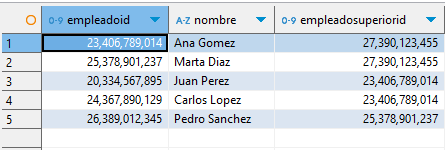 0-9 empleadoid A-Z nombre 0-9 empleadosuperiorid
1 23,406,789,014 Ana Gomez 27,390,123,455
2 25,378,901,237 Marta Diaz 27,390,123,455
3 20,334,567,895 Juan Perez 23,406,789,014
4 24,367,890,129 Carlos Lopez 23,406,789,014
5 26,389,012,345 Pedro Sanchez 25,378,901,237